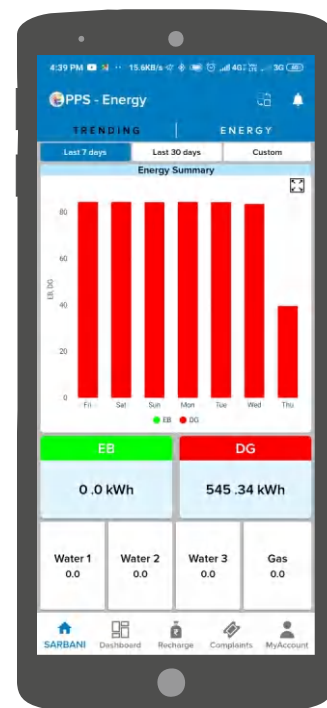 4:39 PM 15.6KB/s 4G 3G
PPS - Energy
TRENDING ENERGY
Last 7 days Last 30 days Custom
Energy Summary
80
60
40
20
0
EB, DG
Fri Sat Sun Mon Tue Wed Thu
EB DG
EB DG
0 .0 kWh 545 .34 kWh
Water 1 Water 2 Water 3 Gas
0.0 0.0 0.0 0.0
SARBANI Dashboard Recharge Complaints MyAccount